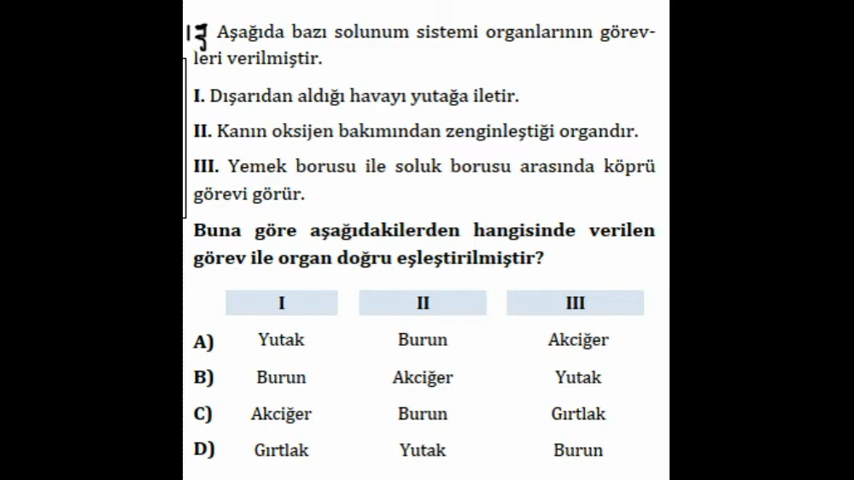 13 Aşağıda bazı solunum sistemi organlarının görev-
leri verilmiştir.
I. Dışarıdan aldığı havayı yutağa iletir.
II. Kanın oksijen bakımından zenginleştiği organdır.
III. Yemek borusu ile soluk borusu arasında köprü
görevi görür.
Buna göre aşağıdakilerden hangisinde verilen
görev ile organ doğru eşleştirilmiştir?
I II III
A) Yutak Burun Akciğer
B) Burun Akciğer Yutak
C) Akciğer Burun Gırtlak
D) Gırtlak Yutak Burun